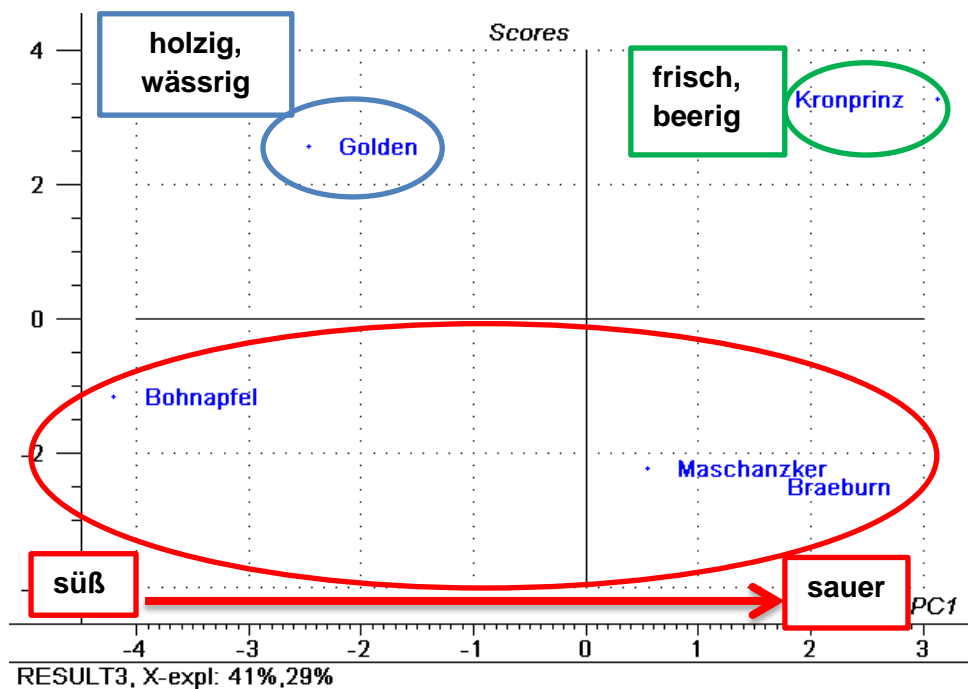 Scores
holzig,
wässrig
frisch,
beerig
Kronprinz
Golden
Bohnapfel
Maschanzker
Braeburn
süß
sauer
PC1
4
2
0
-2
-4 -3 -2 -1 0 1 2 3
RESULT3, X-expl: 41%,29%